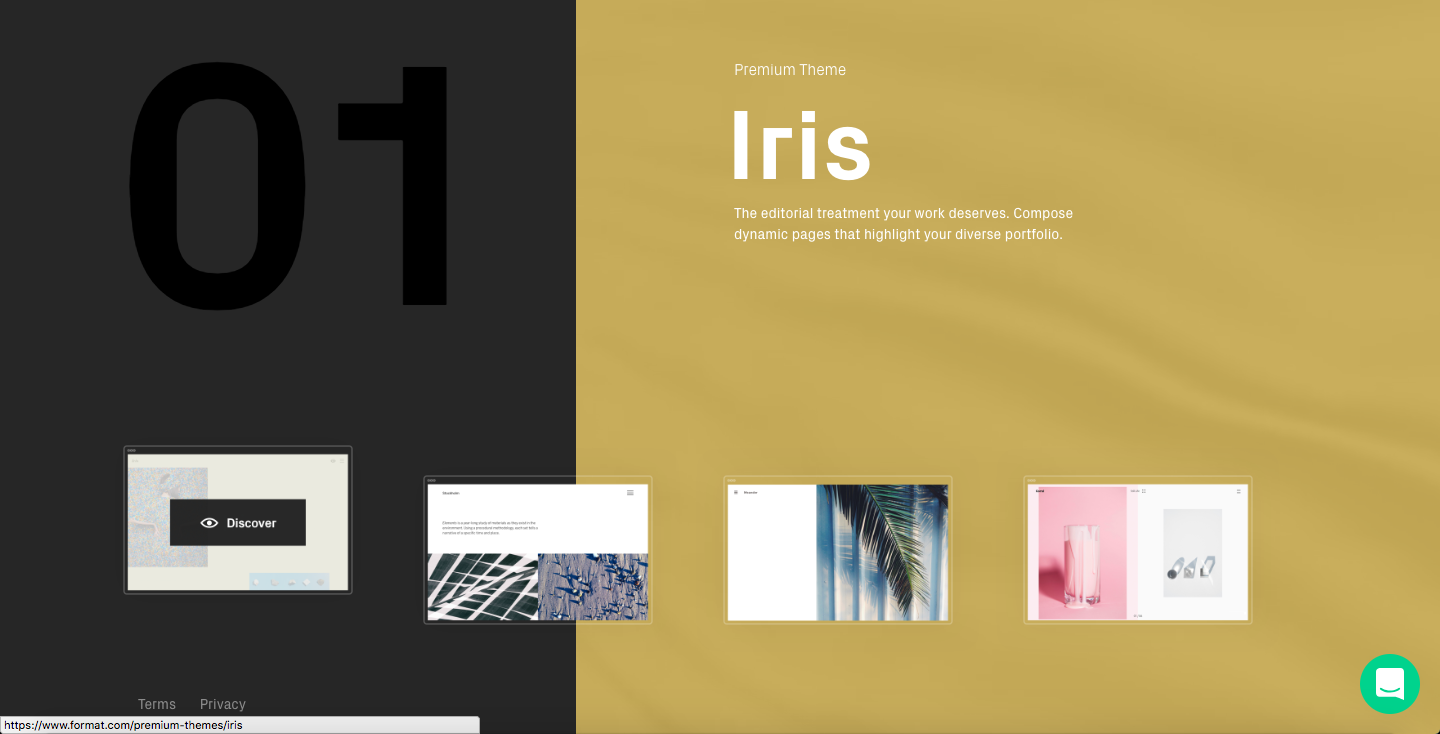 01
Premium Theme
Iris
The editorial treatment your work deserves. Compose
dynamic pages that highlight your diverse portfolio.
Discover
Terms Privacy
https://www.format.com/premium-themes/iris